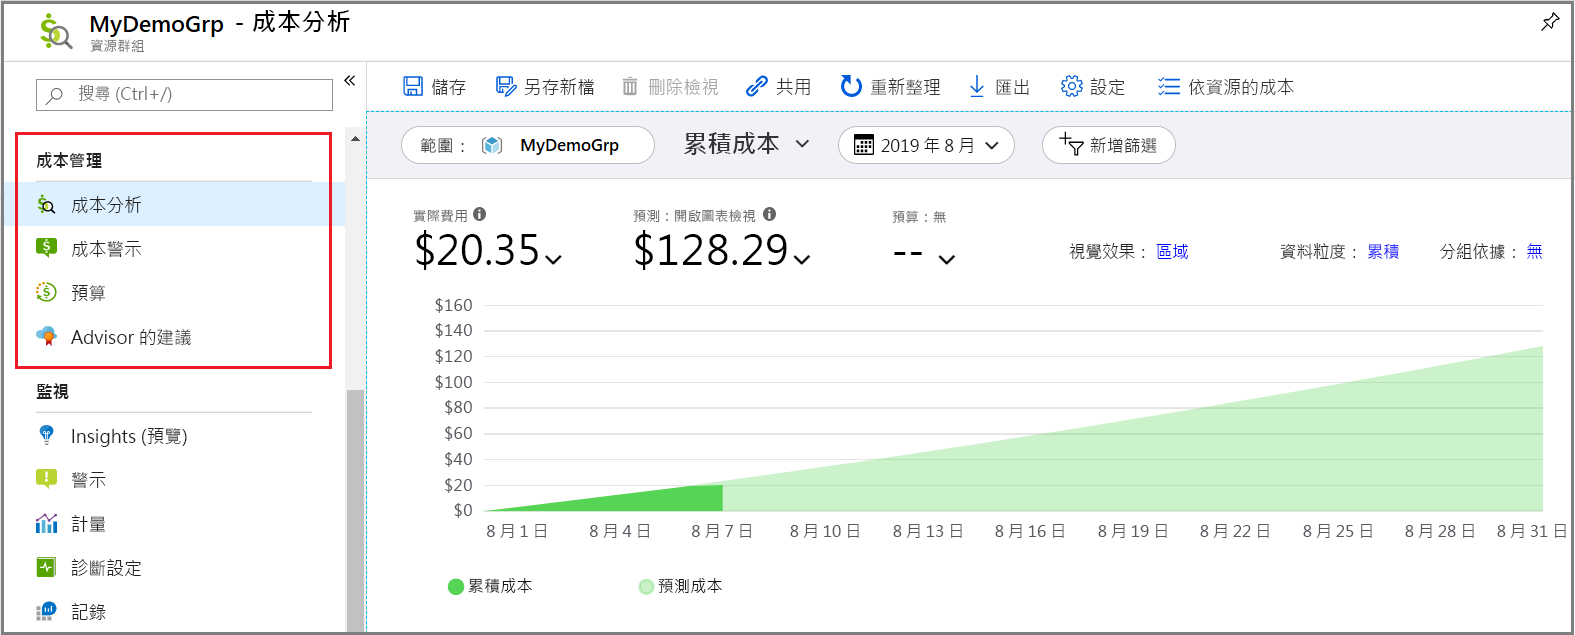 MyDemoGrp - 成本分析
資源群組
搜尋 (Ctrl+/)
«
儲存 另存新檔 刪除檢視 共用 重新整理 匯出 設定 依資源的成本
範圍： MyDemoGrp 累積成本 2019 年 8 月 新增篩選
成本管理
成本分析
成本警示
預算
Advisor 的建議
監視
Insights (預覽)
警示
計量
診斷設定
記錄
實際費用 預測：開啟圖表檢視 預算：無
$20.35 $128.29 --
視覺效果： 區域 資料粒度： 累積 分組依據： 無
$160
$140
$120
$100
$80
$60
$40
$20
$0
8 月 1 日 8 月 4 日 8 月 7 日 8 月 10 日 8 月 13 日 8 月 16 日 8 月 19 日 8 月 22 日 8 月 25 日 8 月 28 日 8 月 31 日
累積成本 預測成本